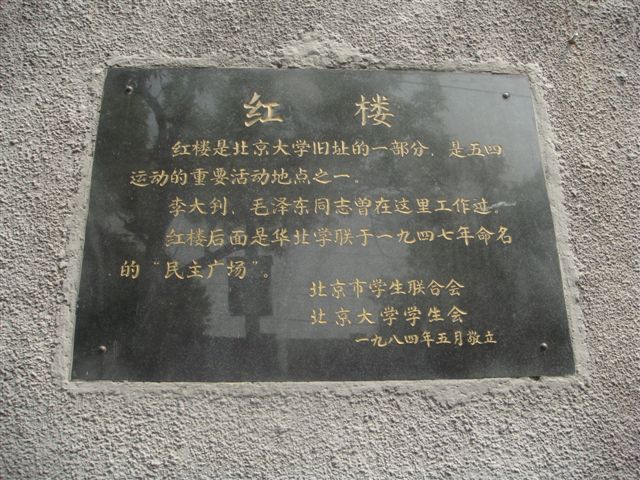 红楼
红楼是北京大学旧址的一部分，是五四
运动的重要活动地点之一。
李大钊、毛泽东同志曾在这里工作过。
红楼后面是华北学联于一九四七年命名
的“民主广场”。
北京市学生联合会
北京大学学生会
一九八四年五月敬立